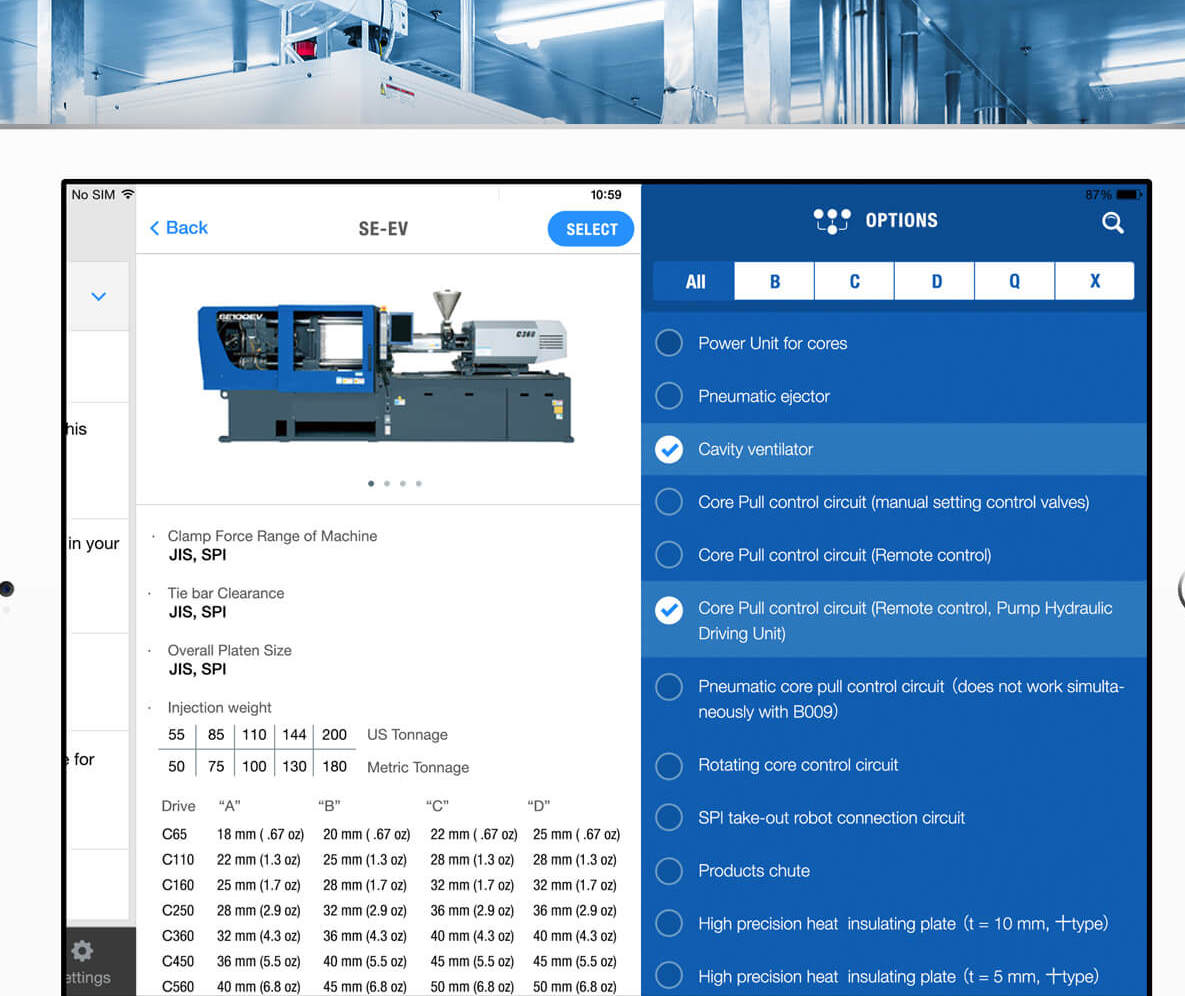 No SIM
10:59
87%
Back
SE-EV
SELECT
OPTIONS
All B C D Q X
SE100EV
C360
his
in your
for
ettings
· Clamp Force Range of Machine
JIS, SPI
· Tie bar Clearance
JIS, SPI
· Overall Platen Size
JIS, SPI
· Injection weight
55 85 110 144 200 US Tonnage
50 75 100 130 180 Metric Tonnage
Drive “A” “B” “C” “D”
C65 18 mm ( .67 oz) 20 mm ( .67 oz) 22 mm ( .67 oz) 25 mm ( .67 oz)
C110 22 mm (1.3 oz) 25 mm (1.3 oz) 28 mm (1.3 oz) 28 mm (1.3 oz)
C160 25 mm (1.7 oz) 28 mm (1.7 oz) 32 mm (1.7 oz) 32 mm (1.7 oz)
C250 28 mm (2.9 oz) 32 mm (2.9 oz) 36 mm (2.9 oz) 36 mm (2.9 oz)
C360 32 mm (4.3 oz) 36 mm (4.3 oz) 40 mm (4.3 oz) 40 mm (4.3 oz)
C450 36 mm (5.5 oz) 40 mm (5.5 oz) 45 mm (5.5 oz) 45 mm (5.5 oz)
C560 40 mm (6.8 oz) 45 mm (6.8 oz) 50 mm (6.8 oz) 50 mm (6.8 oz)
Power Unit for cores
Pneumatic ejector
Cavity ventilator
Core Pull control circuit (manual setting control valves)
Core Pull control circuit (Remote control)
Core Pull control circuit (Remote control, Pump Hydraulic
Driving Unit)
Pneumatic core pull control circuit (does not work simulta-
neously with B009)
Rotating core control circuit
SPI take-out robot connection circuit
Products chute
High precision heat insulating plate (t = 10 mm, 十type)
High precision heat insulating plate (t = 5 mm, 十type)